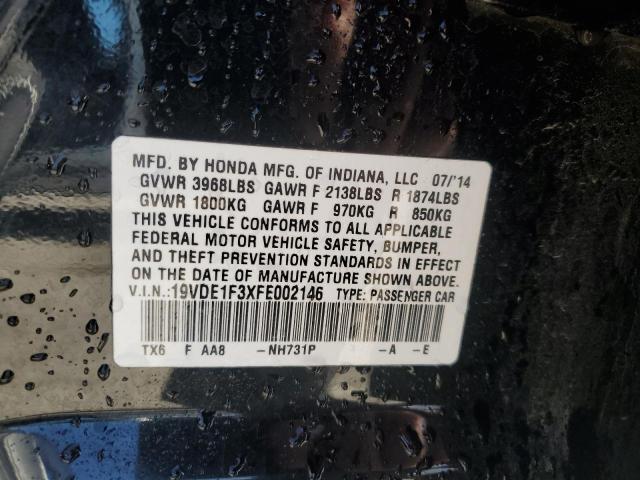 MFD. BY HONDA MFG. OF INDIANA, LLC 07/'14
GVWR 3968LBS GAWR F 2138LBS R 1874LBS
GVWR 1800KG GAWR F 970KG R 850KG
THIS VEHICLE CONFORMS TO ALL APPLICABLE
FEDERAL MOTOR VEHICLE SAFETY, BUMPER,
AND THEFT PREVENTION STANDARDS IN EFFECT
ON THE DATE OF MANUFACTURE SHOWN ABOVE.
V.I.N.:19VDE1F3XFE002146 TYPE: PASSENGER CAR
TX6 F AA8 -NH731P -A -E